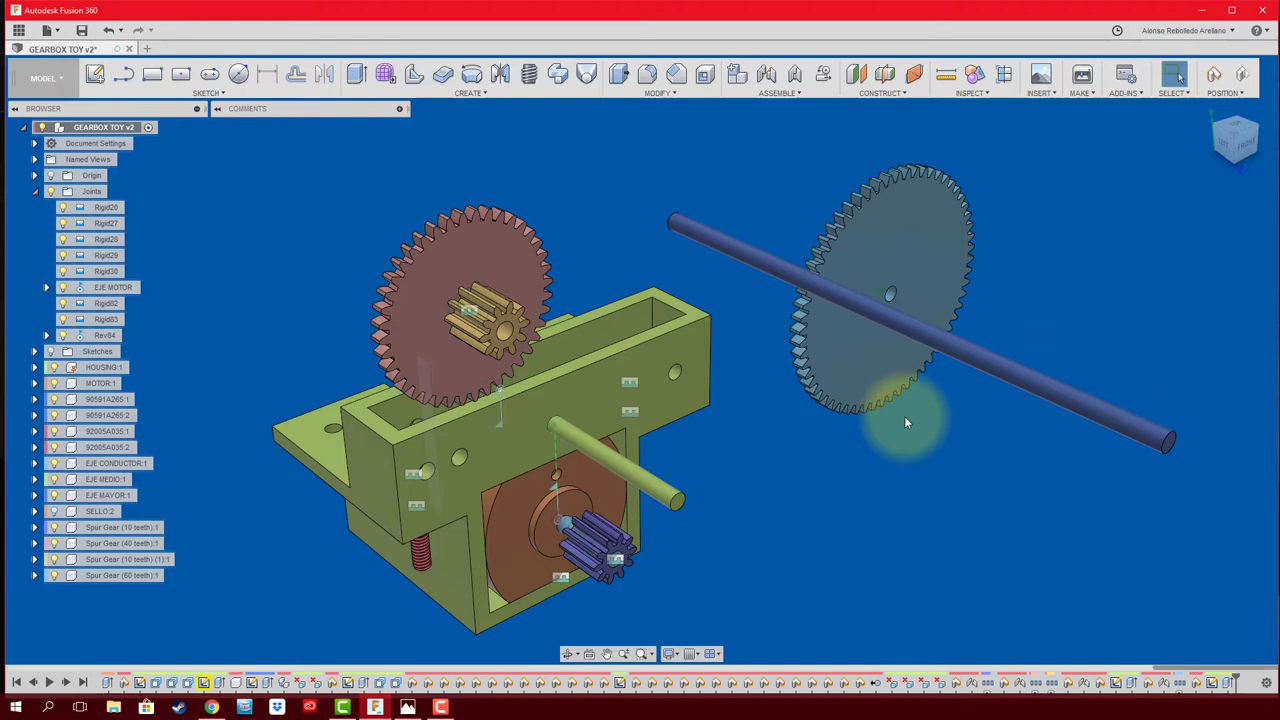 Autodesk Fusion 360
Alonso Rebolledo Arellano
GEARBOX TOY v2*
MODEL
SKETCH
CREATE
MODIFY
ASSEMBLE
CONSTRUCT
INSPECT
INSERT
MAKE
ADD-INS
SELECT
POSITION
BROWSER
COMMENTS
GEARBOX TOY v2
Document Settings
Named Views
Origin
Joints
Rigid20
Rigid27
Rigid28
Rigid29
Rigid30
EJE MOTOR
Rigid82
Rigid83
Rev84
Sketches
HOUSING:1
MOTOR:1
90591A265:1
90591A265:2
92005A035:1
92005A035:2
EJE CONDUCTOR:1
EJE MEDIO:1
EJE MAYOR:1
SELLO:2
Spur Gear (10 teeth):1
Spur Gear (40 teeth):1
Spur Gear (10 teeth) (1):1
Spur Gear (60 teeth):1